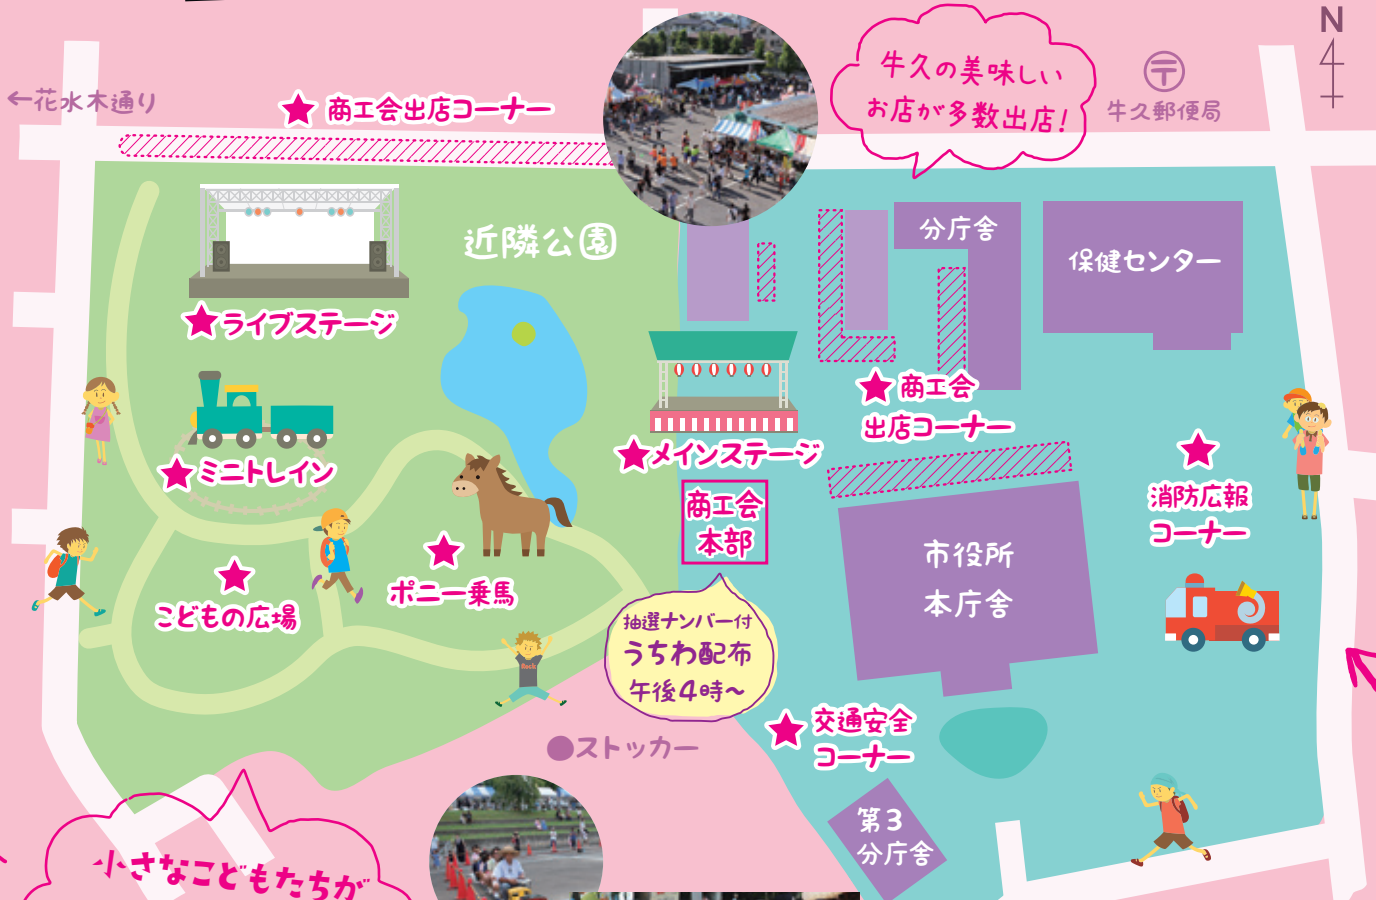 ←花水木通り
★商工会出店コーナー
牛久の美味しい
お店が多数出店!
〒
牛久郵便局
N
近隣公園
分庁舎
保健センター
★ライブステージ
★商工会
出店コーナー
★メインステージ
★ミニトレイン
商工会
本部
★
消防広報
コーナー
市役所
本庁舎
★
ポニー乗馬
★
こどもの広場
抽選ナンバー付
うちわ配布
午後4時〜
Rock
●ストッカー
★交通安全
コーナー
第3
分庁舎
小さなこどもたちが